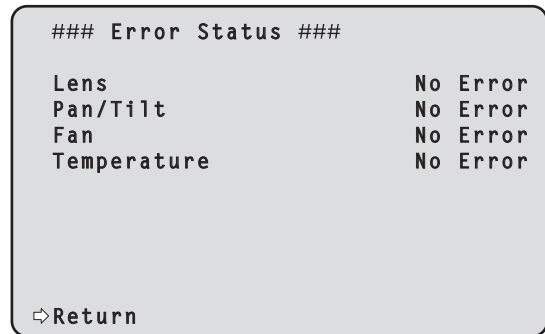 ### Error Status ###
Lens No Error
Pan/Tilt No Error
Fan No Error
Temperature No Error
⇨Return